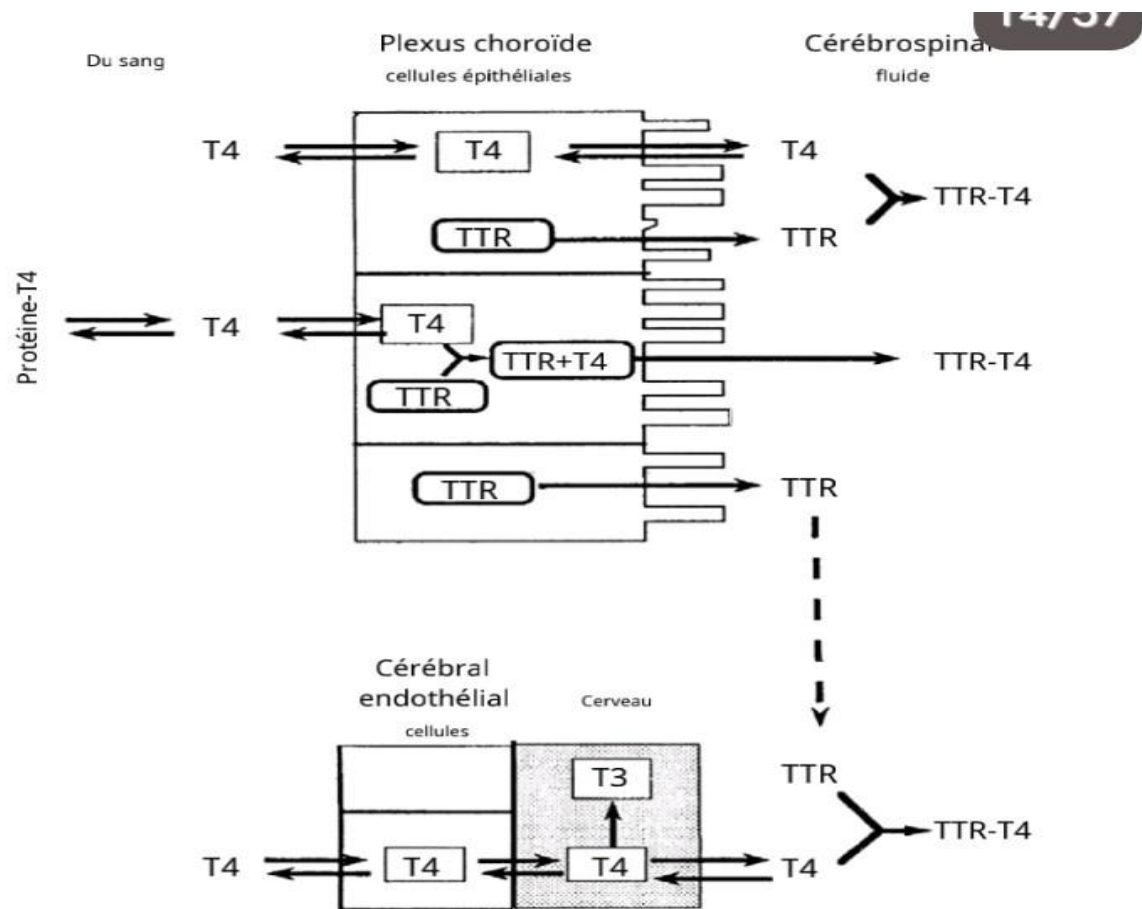 14/57
Du sang
Plexus choroïde
cellules épithéliales
Cérébrospinal
fluide
T4
T4
T4
TTR-T4
TTR
TTR
Protéine-T4
T4
T4
TTR+T4
TTR-T4
TTR
TTR
TTR
Cérébral
endothélial
cellules
Cerveau
T3
TTR
TTR-T4
T4
T4
T4
T4